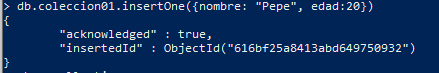 > db.coleccion01.insertOne({nombre: "Pepe", edad:20})
{
        "acknowledged" : true,
        "insertedId" : ObjectId("616bf25a8413abd649750932")
}